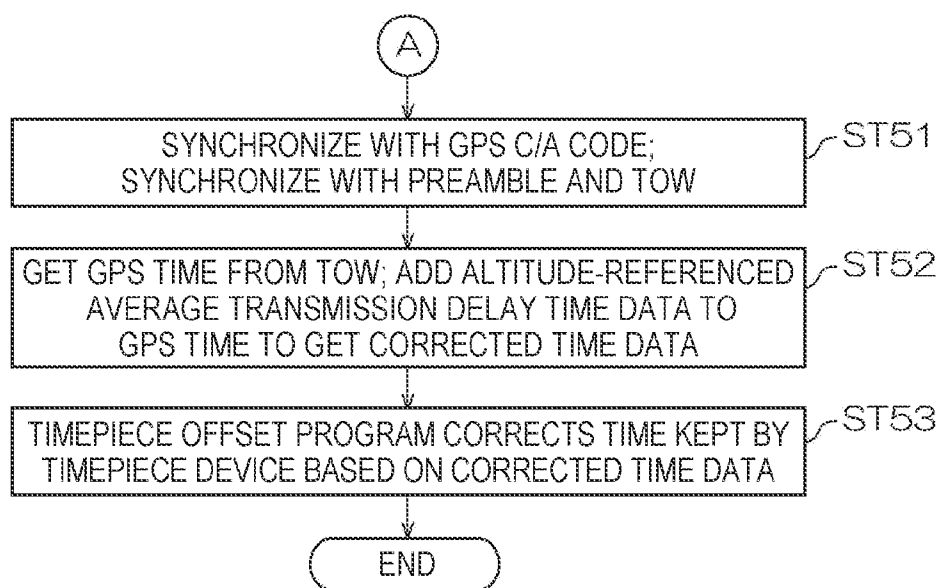 A
SYNCHRONIZE WITH GPS C/A CODE;
SYNCHRONIZE WITH PREAMBLE AND TOW
ST51
GET GPS TIME FROM TOW; ADD ALTITUDE-REFERENCED
AVERAGE TRANSMISSION DELAY TIME DATA TO
GPS TIME TO GET CORRECTED TIME DATA
ST52
TIMEPIECE OFFSET PROGRAM CORRECTS TIME KEPT BY
TIMEPIECE DEVICE BASED ON CORRECTED TIME DATA
ST53
END